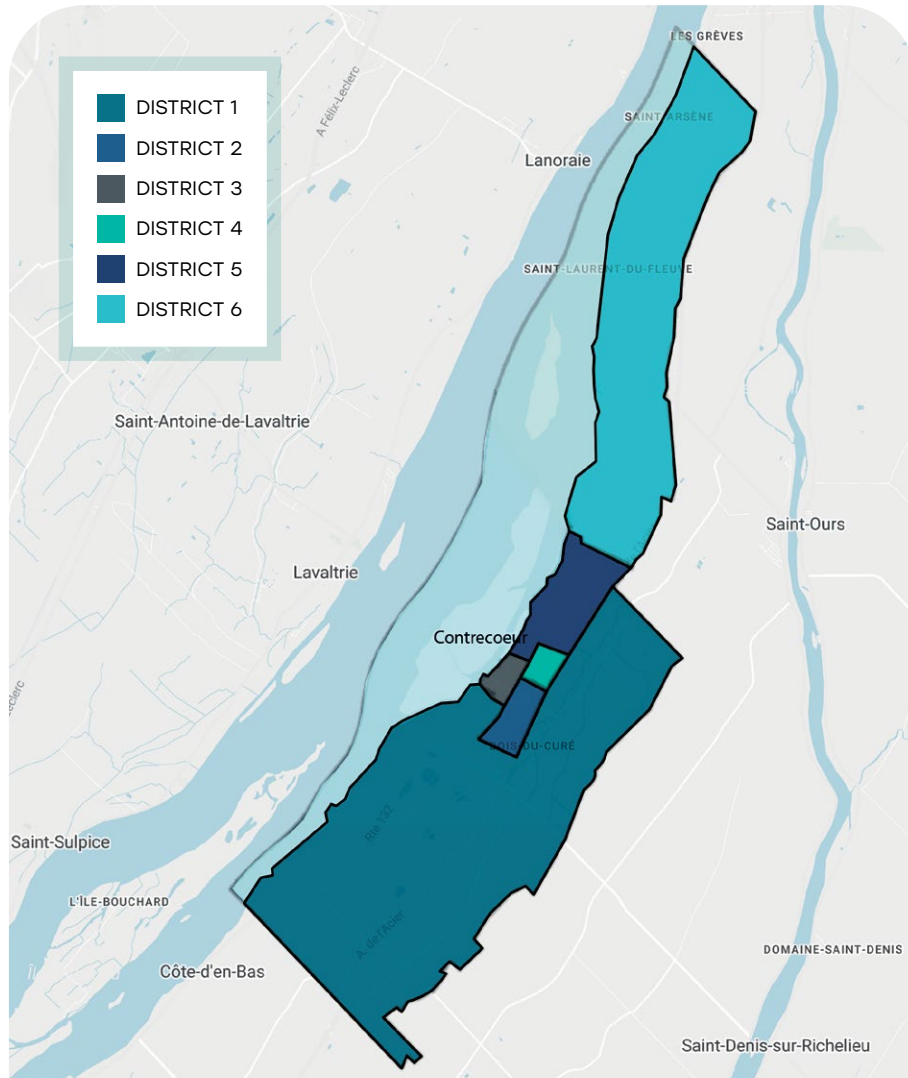 LES GRÈVES
DISTRICT 1
DISTRICT 2
DISTRICT 3
DISTRICT 4
DISTRICT 5
DISTRICT 6
A Félix-Leclerc
SAINT-ARSÈNE
Lanoraie
SAINT-LAURENT-DU-FLEUVE
Saint-Antoine-de-Lavaltrie
Saint-Ours
Lavaltrie
Contrecoeur
BOIS-DU-CURÉ
Rte 132
Saint-Sulpice
L'ÎLE-BOUCHARD
A. de l'Acier
DOMAINE-SAINT-DENIS
Côte-d'en-Bas
Saint-Denis-sur-Richelieu